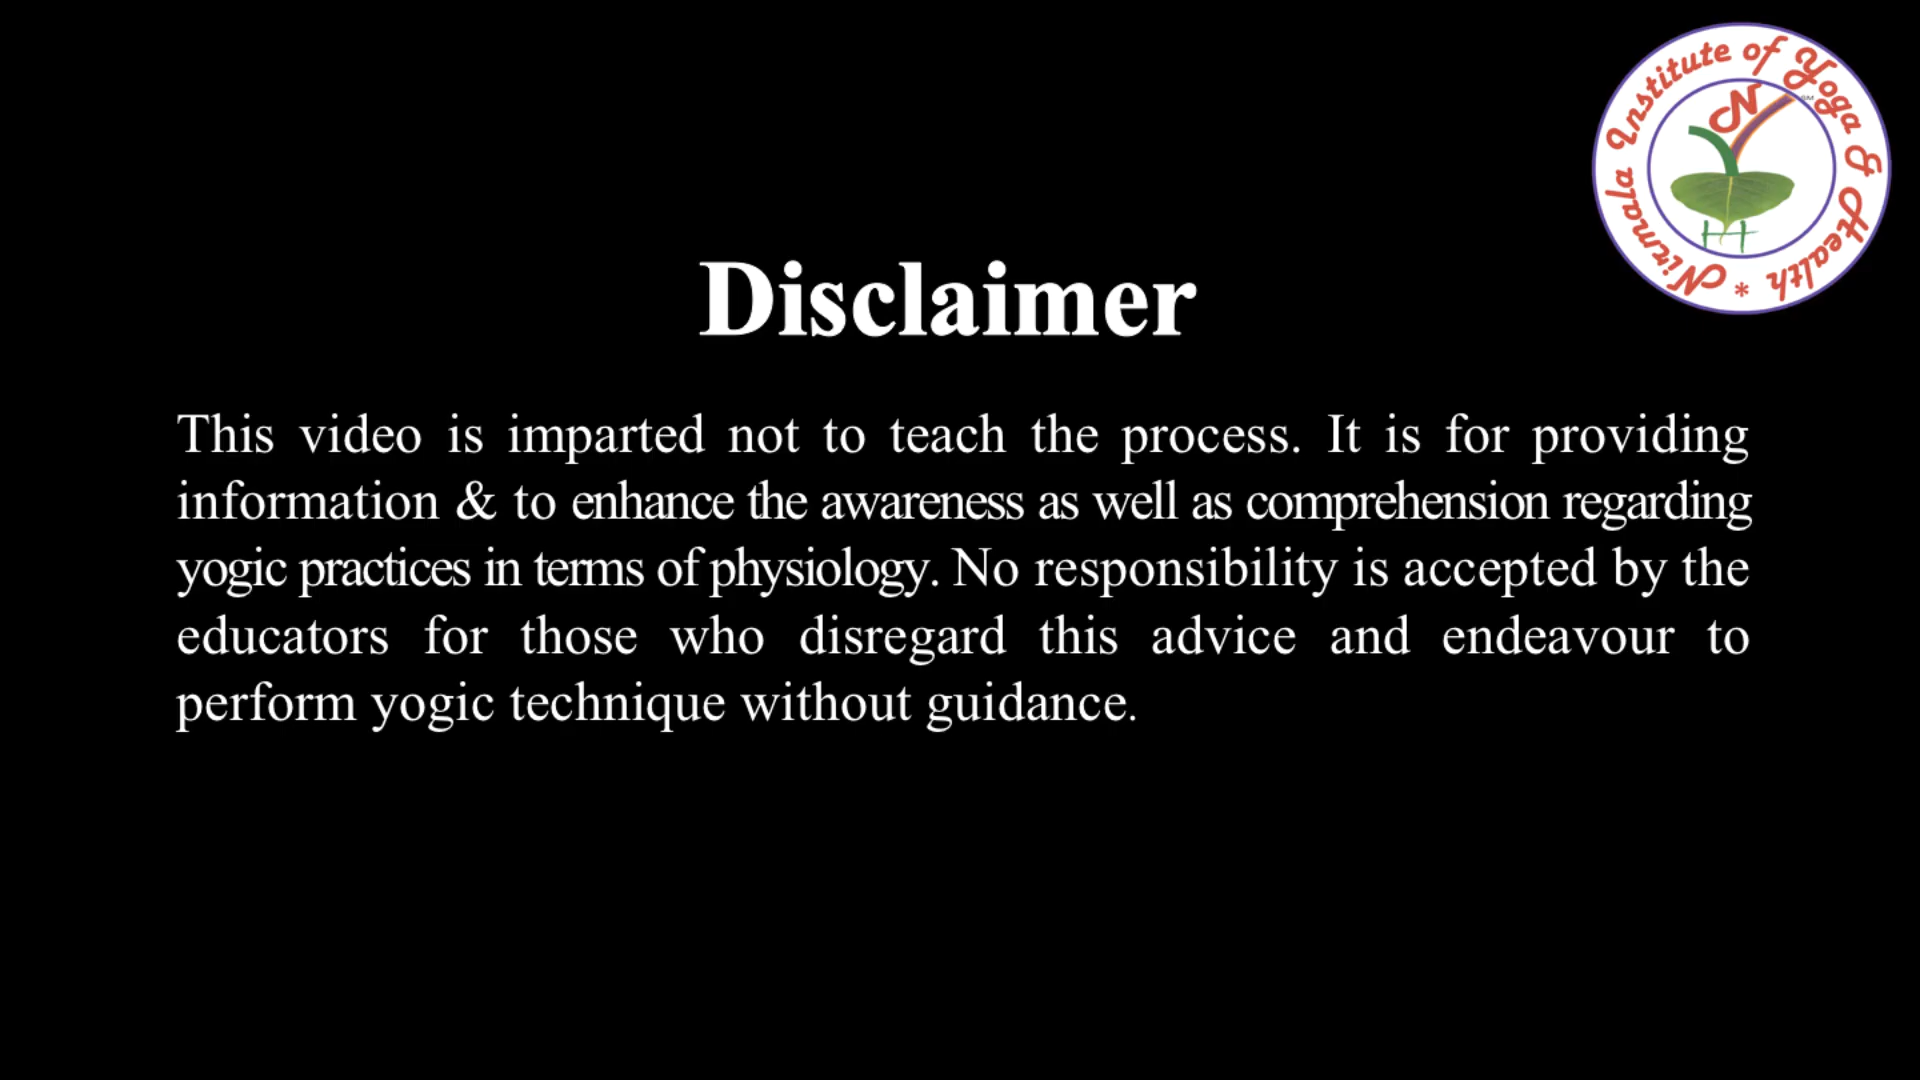 Nirmala Institute of Yoga & Health *
N
SM
H
Disclaimer
This video is imparted not to teach the process. It is for providing
information & to enhance the awareness as well as comprehension regarding
yogic practices in terms of physiology. No responsibility is accepted by the
educators for those who disregard this advice and endeavour to
perform yogic technique without guidance.